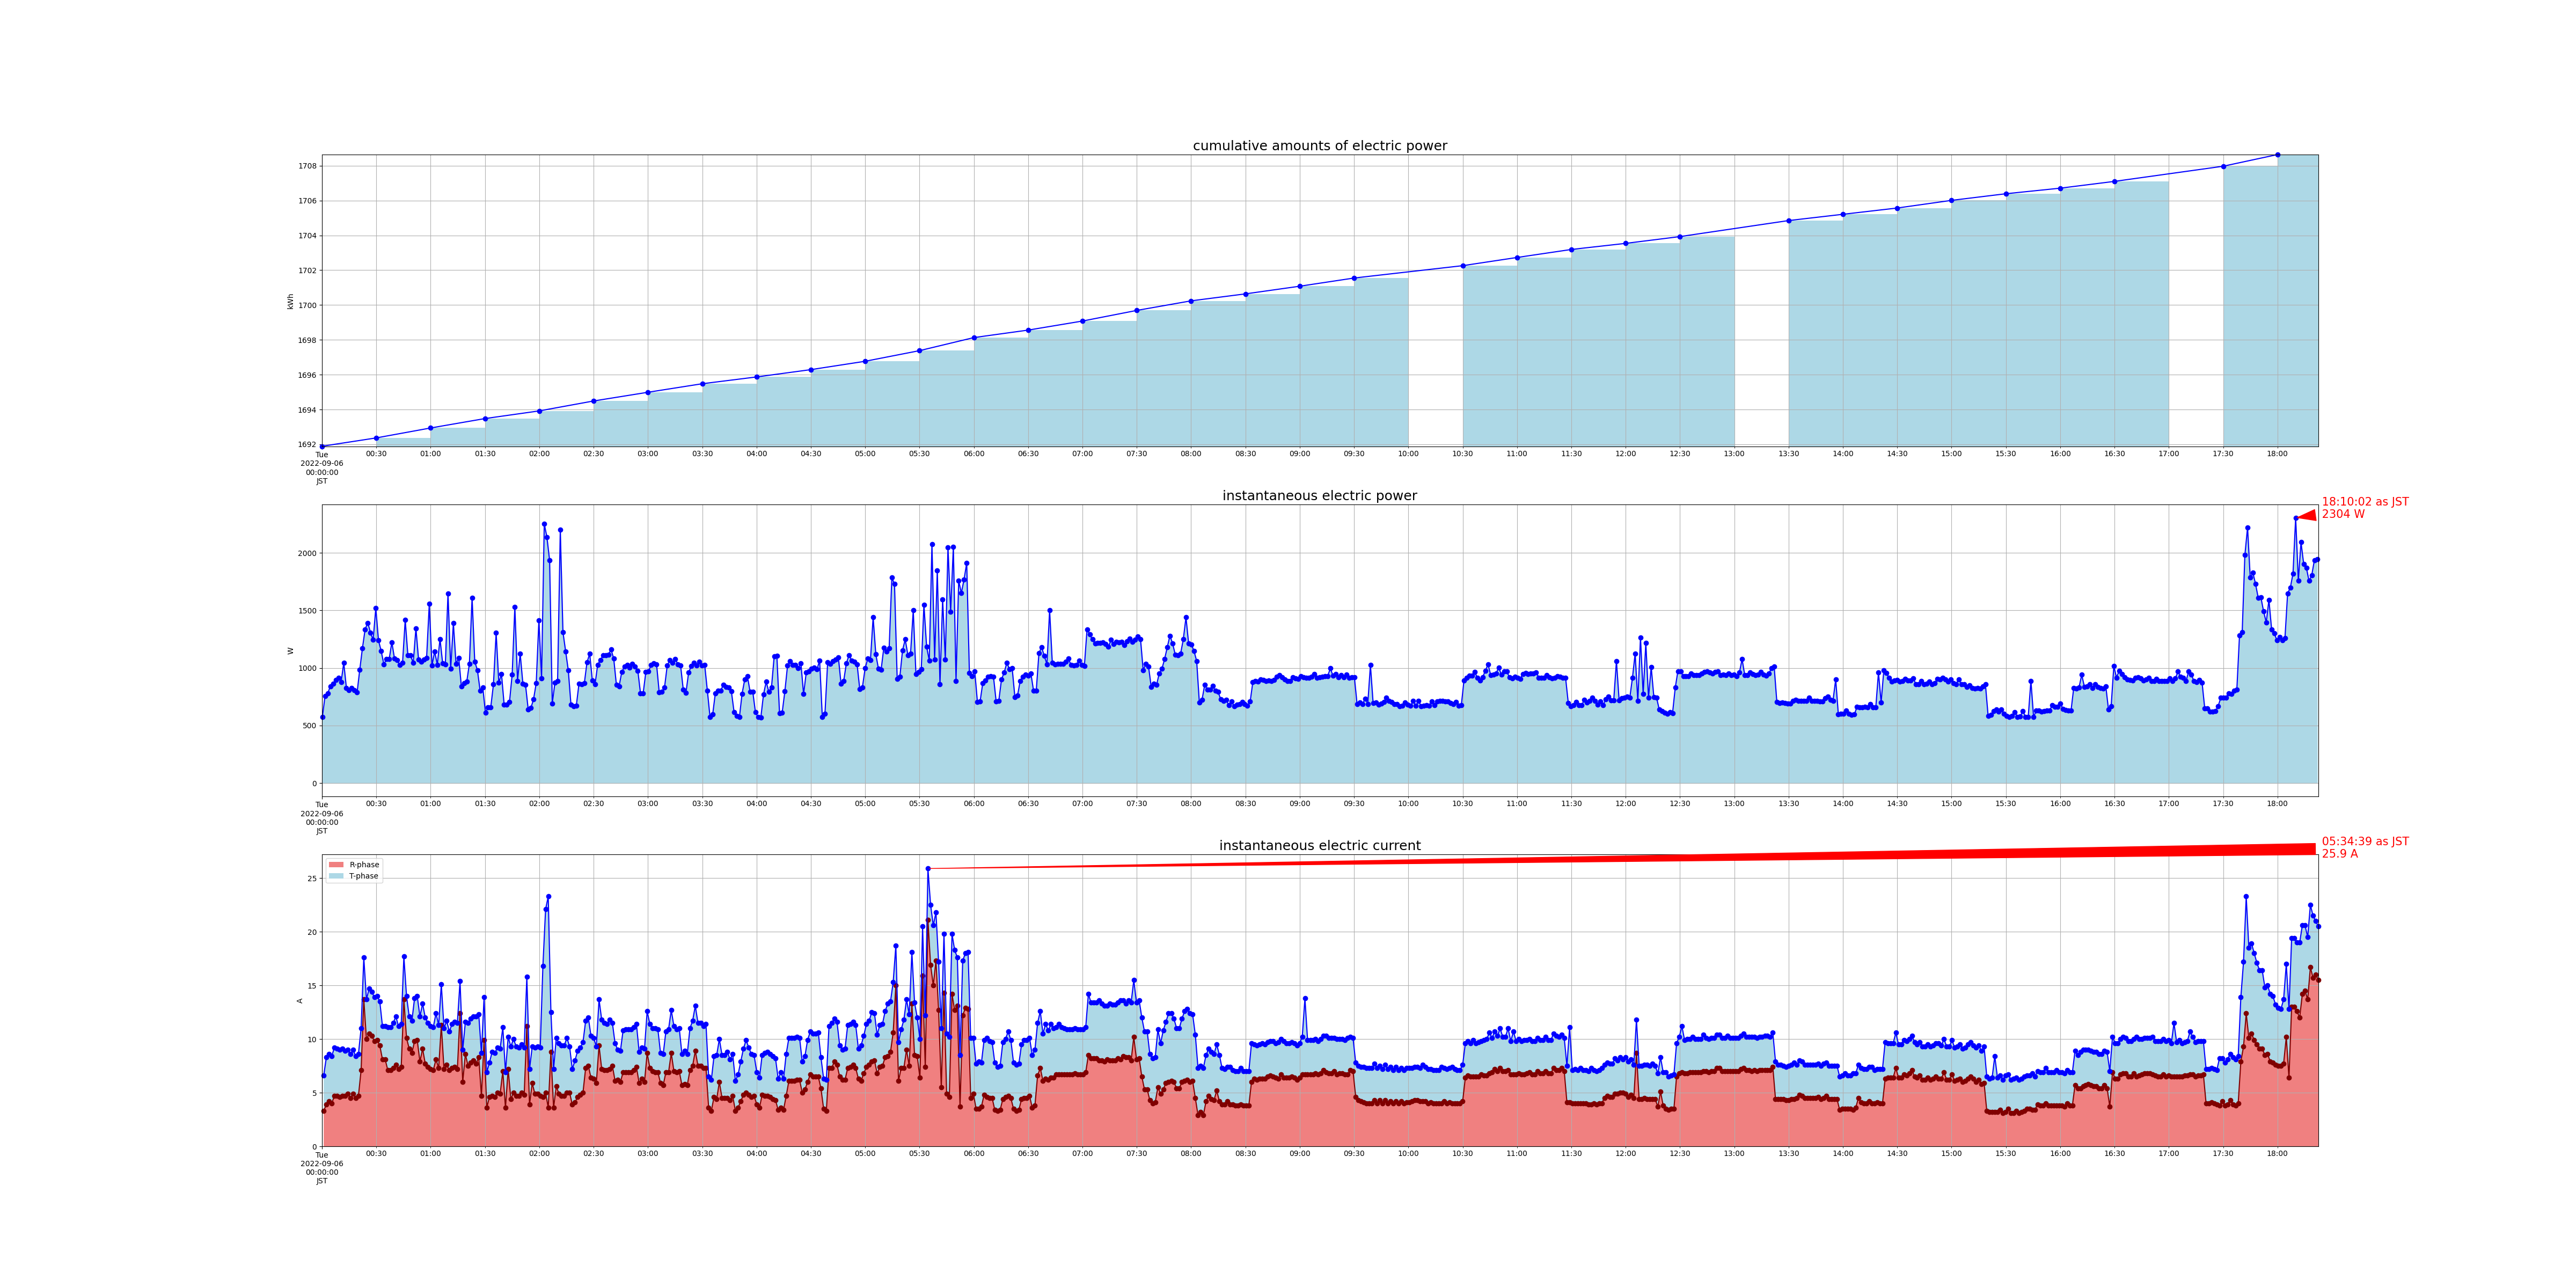 cumulative amounts of electric power
1708
1706
1704
1702
1700
1698
1696
1694
1692
kWh
00:30 01:00 01:30 02:00 02:30 03:00 03:30 04:00 04:30 05:00 05:30 06:00 06:30 07:00 07:30 08:00 08:30 09:00 09:30 10:00 10:30 11:00 11:30 12:00 12:30 13:00 13:30 14:00 14:30 15:00 15:30 16:00 16:30 17:00 17:30 18:00
Tue
2022-09-06
00:00:00
JST
instantaneous electric power
18:10:02 as JST
2304 W
2000
1500
1000
500
0
W
00:30 01:00 01:30 02:00 02:30 03:00 03:30 04:00 04:30 05:00 05:30 06:00 06:30 07:00 07:30 08:00 08:30 09:00 09:30 10:00 10:30 11:00 11:30 12:00 12:30 13:00 13:30 14:00 14:30 15:00 15:30 16:00 16:30 17:00 17:30 18:00
Tue
2022-09-06
00:00:00
JST
instantaneous electric current
05:34:39 as JST
25.9 A
R-phase
T-phase
25
20
15
10
5
0
A
00:30 01:00 01:30 02:00 02:30 03:00 03:30 04:00 04:30 05:00 05:30 06:00 06:30 07:00 07:30 08:00 08:30 09:00 09:30 10:00 10:30 11:00 11:30 12:00 12:30 13:00 13:30 14:00 14:30 15:00 15:30 16:00 16:30 17:00 17:30 18:00
Tue
2022-09-06
00:00:00
JST